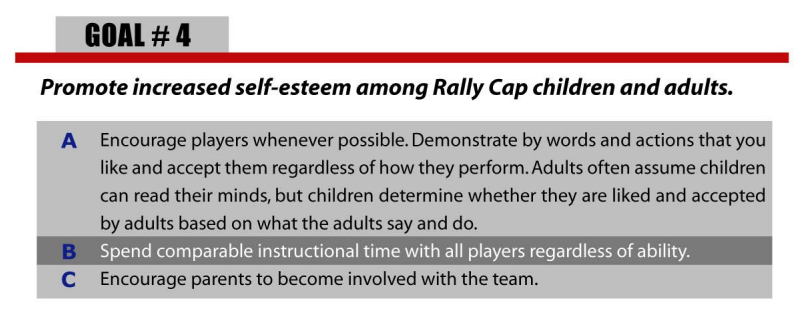 GOAL # 4
Promote increased self-esteem among Rally Cap children and adults.
A Encourage players whenever possible. Demonstrate by words and actions that you
like and accept them regardless of how they perform. Adults often assume children
can read their minds, but children determine whether they are liked and accepted
by adults based on what the adults say and do.
B Spend comparable instructional time with all players regardless of ability.
C Encourage parents to become involved with the team.